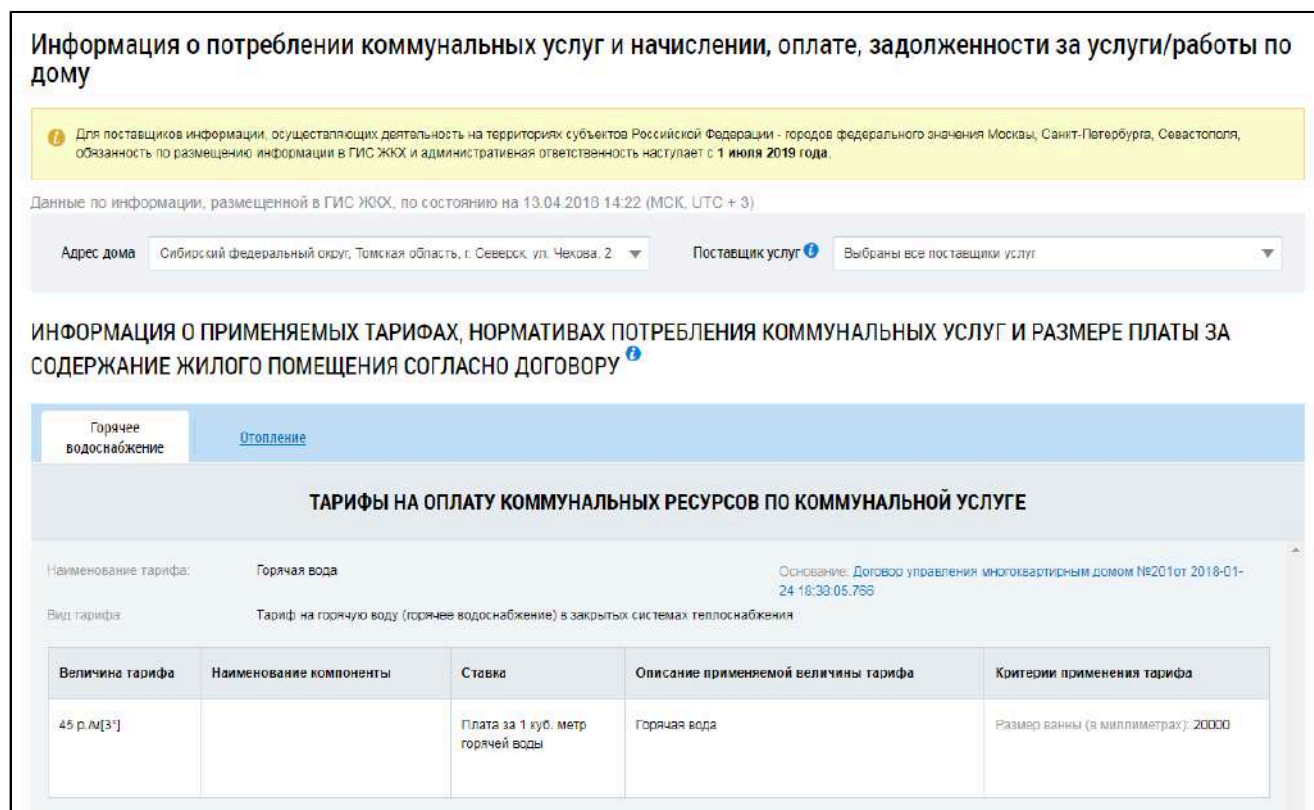 Информация о потреблении коммунальных услуг и начислении, оплате, задолженности за услуги/работы по
дому
Для поставщиков информации, осуществляющих деятельность на территориях субъектов Российской Федерации - городов федерального значения Москвы, Санкт-Петербурга, Севастополя,
обязанность по размещению информации в ГИС ЖКХ и административная ответственность наступает с 1 июля 2019 года.
Данные по информации, размещенной в ГИС ЖКХ, по состоянию на 13.04.2018 14:22 (МСК, UTC + 3)
Адрес дома Сибирский федеральный округ, Томская область, г. Северск, ул. Чехова, 2 Поставщик услуг Выбраны все поставщики услуг
ИНФОРМАЦИЯ О ПРИМЕНЯЕМЫХ ТАРИФАХ, НОРМАТИВАХ ПОТРЕБЛЕНИЯ КОММУНАЛЬНЫХ УСЛУГ И РАЗМЕРЕ ПЛАТЫ ЗА
СОДЕРЖАНИЕ ЖИЛОГО ПОМЕЩЕНИЯ СОГЛАСНО ДОГОВОРУ
Горячее
водоснабжение
Отопление
ТАРИФЫ НА ОПЛАТУ КОММУНАЛЬНЫХ РЕСУРСОВ ПО КОММУНАЛЬНОЙ УСЛУГЕ
Наименование тарифа: Горячая вода
Основание: Договор управления многоквартирным домом №201от 2018-01-
24 18:38:05.766
Вид тарифа: Тариф на горячую воду (горячее водоснабжение) в закрытых системах теплоснабжения
Величина тарифа Наименование компоненты Ставка Описание применяемой величины тарифа Критерии применения тарифа
45 р./м[3*] Плата за 1 куб. метр Горячая вода Размер ванны (в миллиметрах): 20000
горячей воды